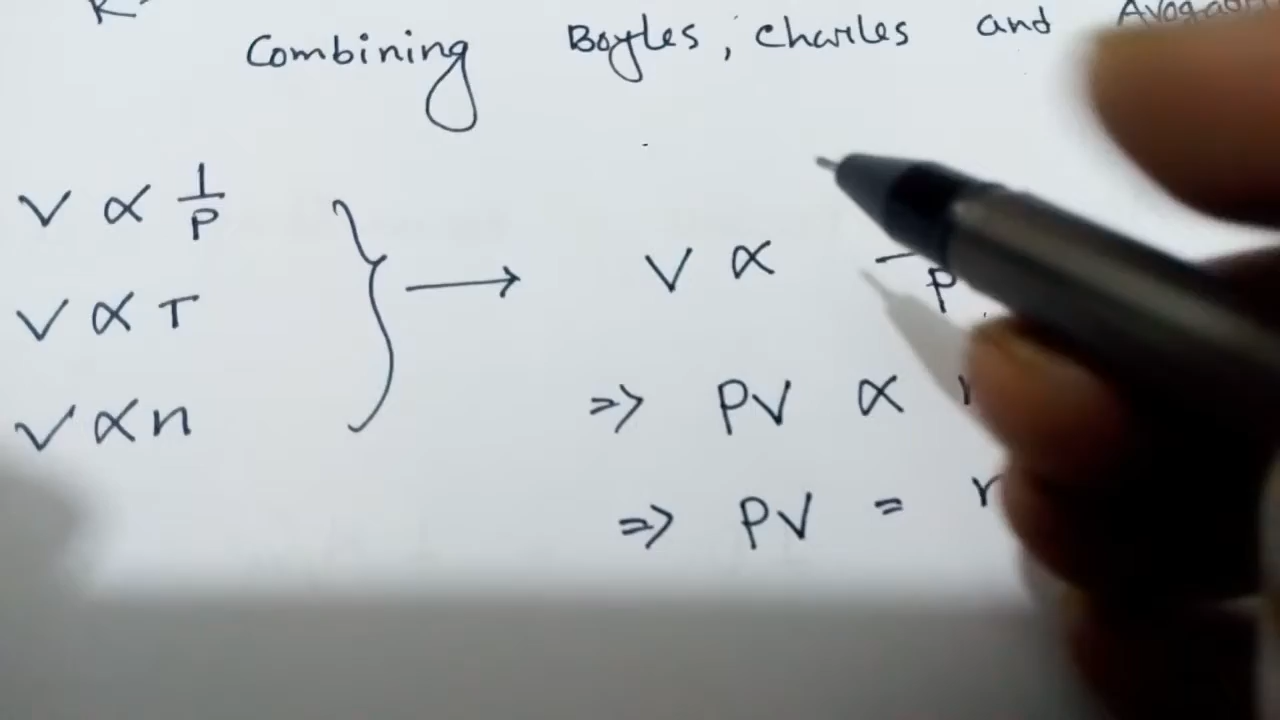 Combining Boyles, Charles and
V ∝ 1/P
V ∝ T
V ∝ n
V ∝ P
⇒ PV ∝
⇒ PV =